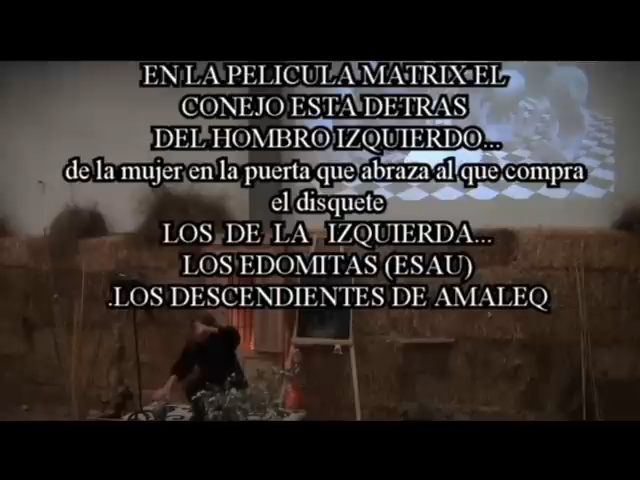 EN LA PELICULA MATRIX EL
CONEJO ESTA DETRAS
DEL HOMBRO IZQUIERDO...
de la mujer en la puerta que abraza al que compra
el disquete
LOS DE LA IZQUIERDA...
LOS EDOMITAS (ESAU)
.LOS DESCENDIENTES DE AMALEQ